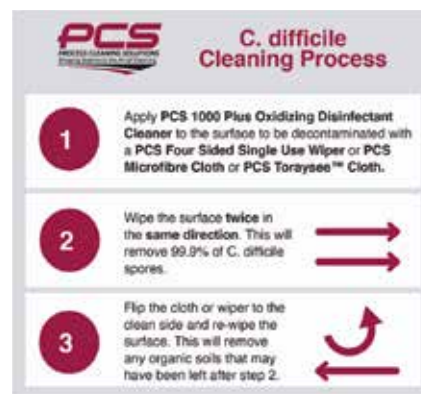 PCS
PROCESS CLEANING SOLUTIONS
C. difficile
Cleaning Process
1
Apply PCS 1000 Plus Oxidizing Disinfectant
Cleaner to the surface to be decontaminated with
a PCS Four Sided Single Use Wiper or PCS
Microfibre Cloth or PCS Toraysee™ Cloth.
2
Wipe the surface twice in
the same direction. This will
remove 99.9% of C. difficile
spores.
3
Flip the cloth or wiper to the
clean side and re-wipe the
surface. This will remove
any organic soils that may
have been left after step 2.